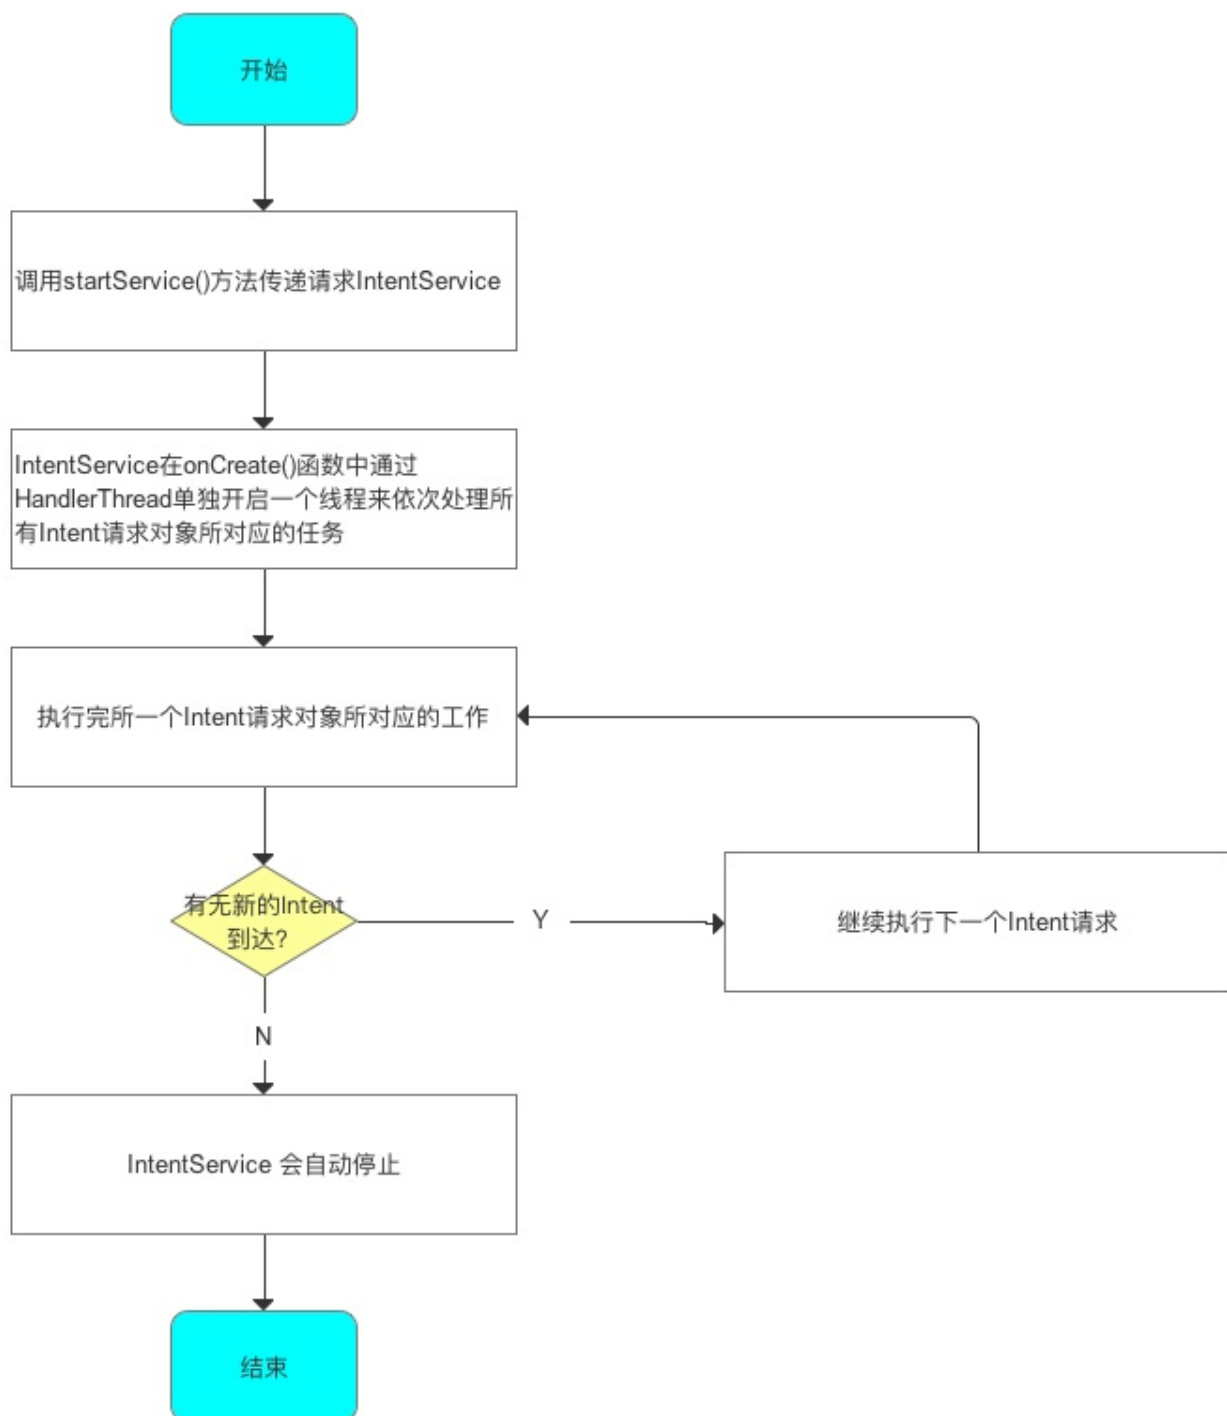 开始
调用startService()方法传递请求IntentService
IntentService在onCreate()函数中通过
HandlerThread单独开启一个线程来依次处理所
有Intent请求对象所对应的任务
执行完所一个Intent请求对象所对应的工作
有无新的Intent
到达?
Y
继续执行下一个Intent请求
N
IntentService 会自动停止
结束